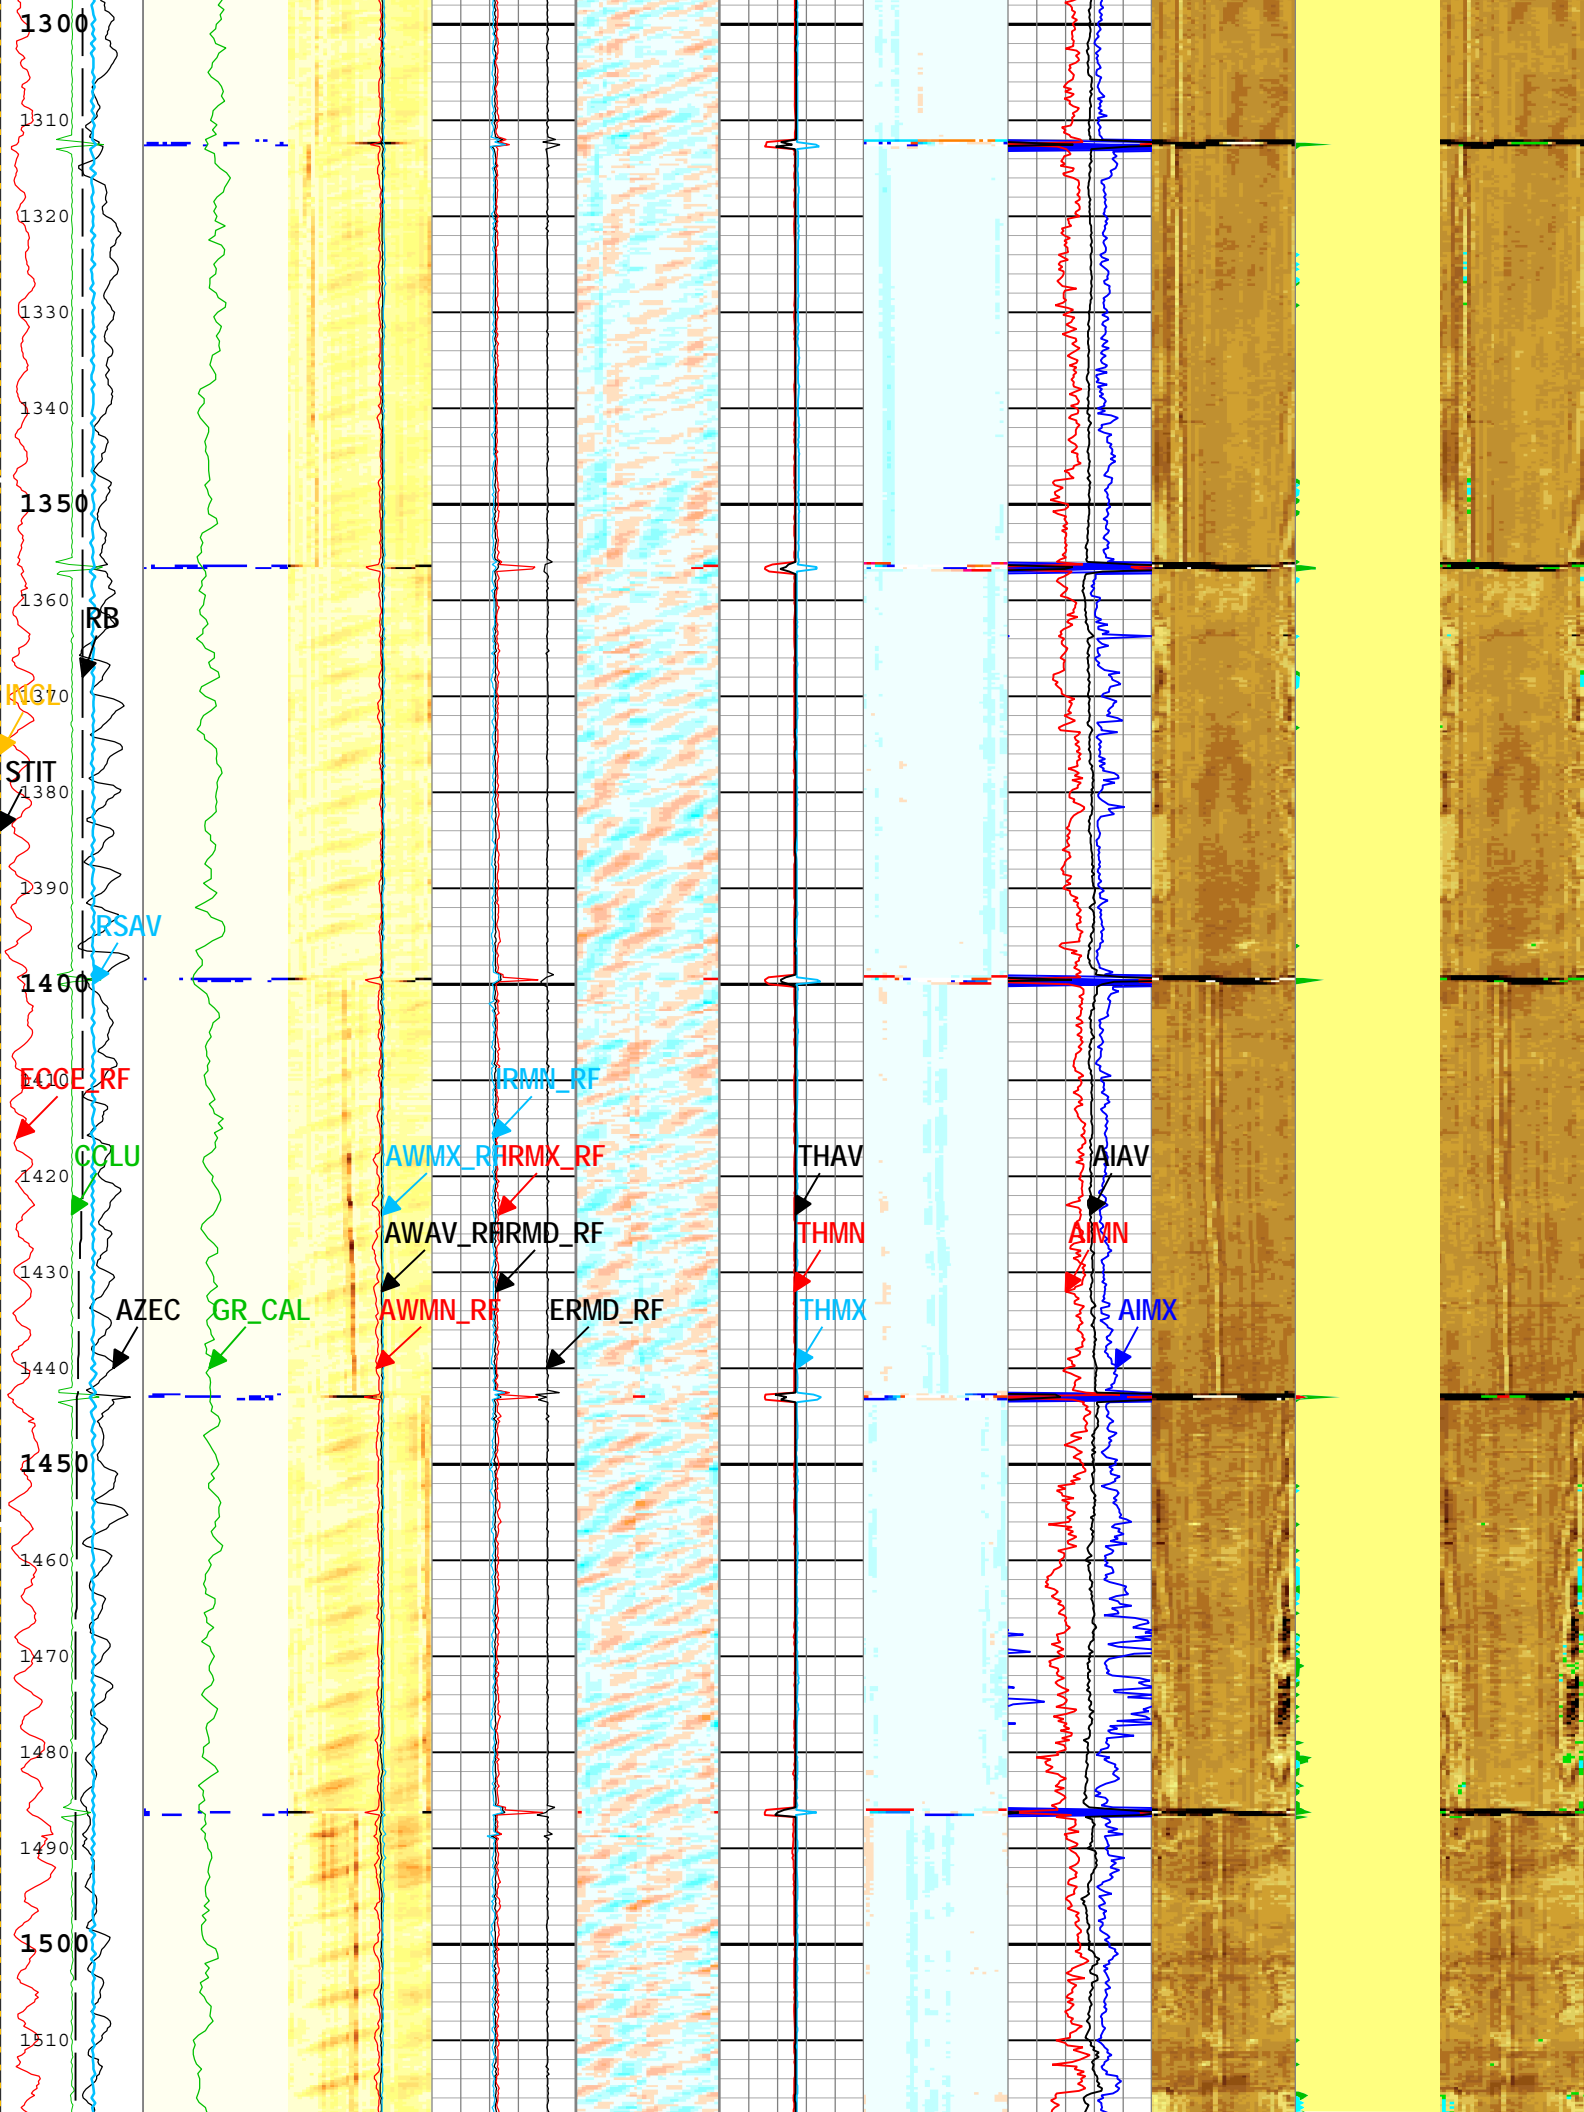 1300
1310
1320
1330
1340
1350
1360
RB
INCL
1370
STIT
1380
1390
RSAV
1400
ECCE_RF
1410
IRMN_RF
CCLU
AWMX_RF
IRMX_RF
THAV
AIAV
1420
AWAV_RF
IRMD_RF
THMN
AIMN
1430
AZEC
GR_CAL
AWMN_RF
ERMD_RF
THMX
AIMX
1440
1450
1460
1470
1480
1490
1500
1510